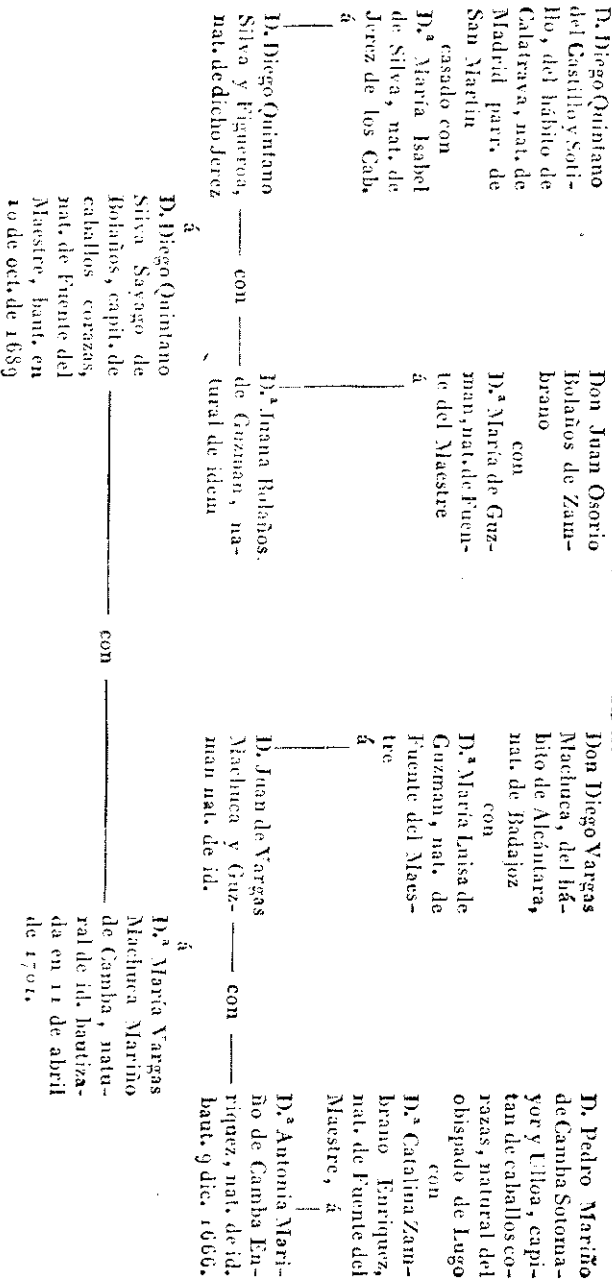 D. Diego Quintano
del Castillo y Soti-
llo, del hábito de
Calatrava, nat. de
Madrid parr. de
San Martin
casado con
D.ª María Isabel
de Silva, nat. de
Jerez de los Cab.
á
D. Diego Quintano
Silva y Figueroa,
nat. de dicho Jerez
con
Don Juan Osorio
Bolaños de Zam-
brano
con
D.ª María de Guz-
man, nat. de Fuen-
te del Maestre
á
D.ª Juana Bolaños.
de Guzman, na-
tural de idem
á
D. Diego Quintano
Silva Sayago de
Bolaños, capit. de
caballos corazas,
nat. de Fuente del
Maestre, baut. en
10 de oct. de 1689
con
Don Diego Vargas
Machuca, del há-
bito de Alcántara,
nat. de Badajoz
con
D.ª María Luisa de
Guzman, nat. de
Fuente del Maes-
tre
á
D. Juan de Vargas
Machuca y Guz-
man nat. de id.
con
D. Pedro Mariño
de Camba Sotoma-
yor y Ulloa, capi-
tan de caballos co-
razas, natural del
obispado de Lugo
con
D.ª Catalina Zam-
brano Enriquez,
nat. de Fuente del
Maestre, á
D.ª Antonia Mari-
ño de Camba En-
riquez, nat. de id.
baut. 9 dic. 1666.
á
D.ª María Vargas
Machuca Mariño
de Camba, natu-
ral de id. bautiza-
da en 11 de abril
de 1701.